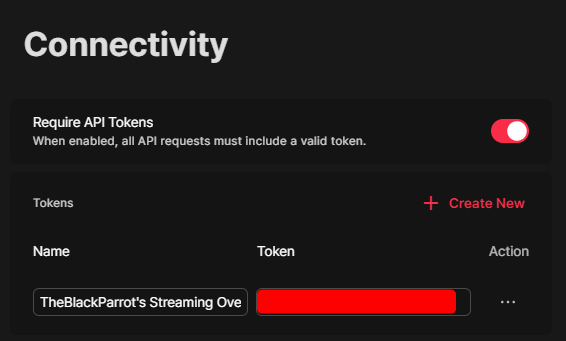 Connectivity
Require API Tokens
When enabled, all API requests must include a valid token.
Tokens
+ Create New
Name Token Action
TheBlackParrot's Streaming Ove ···